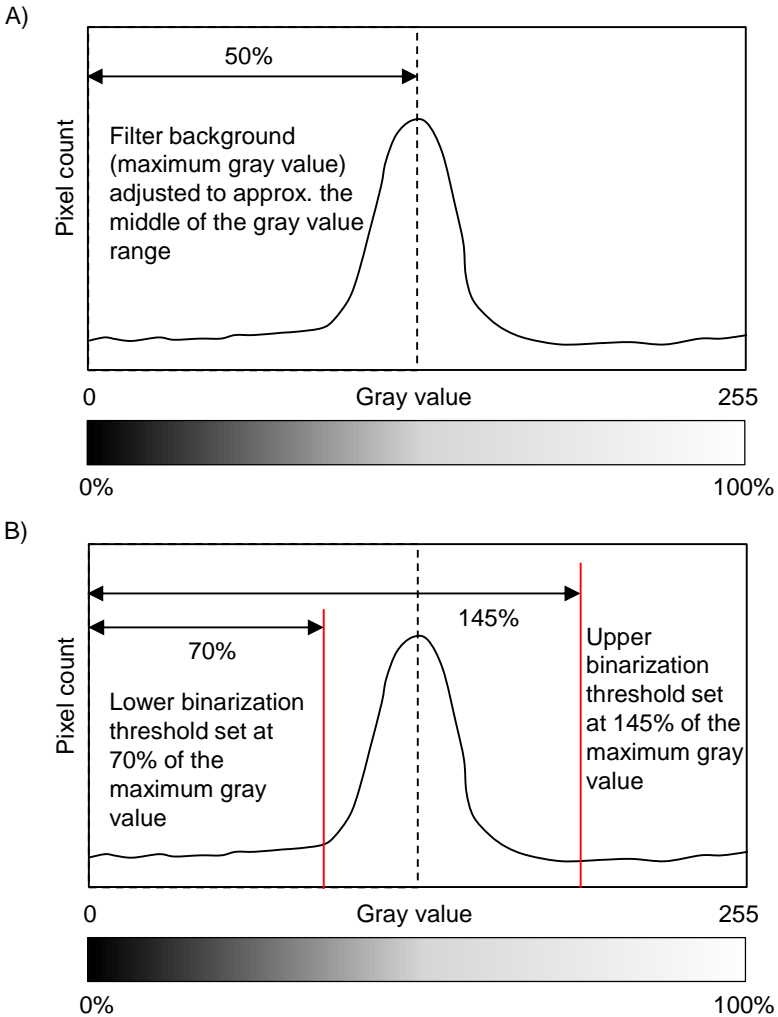 A)
50%
Filter background
(maximum gray value)
adjusted to approx. the
middle of the gray value
range
Pixel count
0
Gray value
255
0%
100%
B)
145%
70%
Lower binarization
threshold set at
70% of the
maximum gray
value
Upper
binarization
threshold set
at 145% of the
maximum gray
value
Pixel count
0
Gray value
255
0%
100%